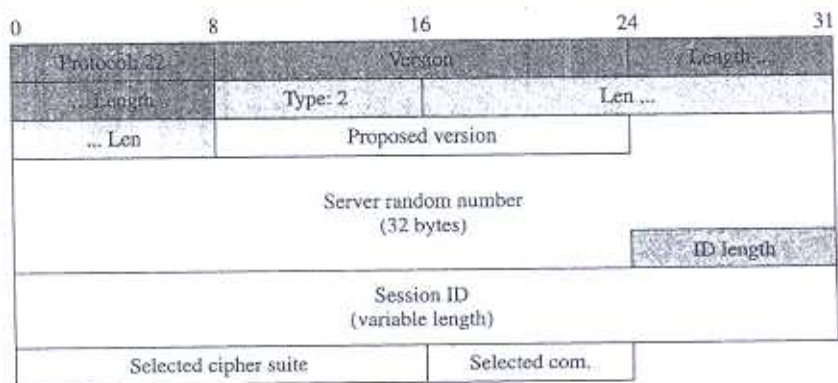 0 8 16 24 31
Protocol: 22 Version Length ...
... Length Type: 2 Len ...
... Len Proposed version
Server random number
(32 bytes)
ID length
Session ID
(variable length)
Selected cipher suite Selected com.